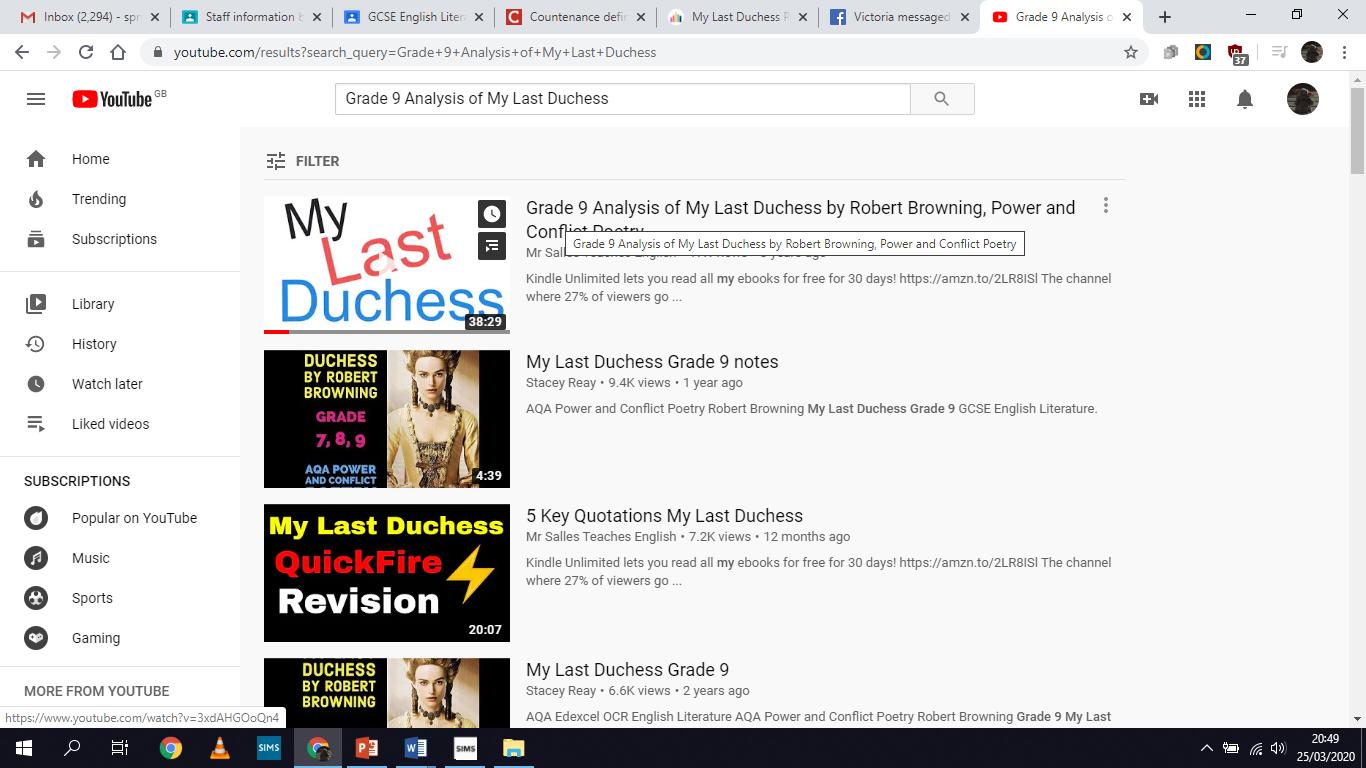 Inbox (2,294) - spr
Staff information b
GCSE English Litera
Countenance defin
My Last Duchess P
Victoria messaged
Grade 9 Analysis o
youtube.com/results?search_query=Grade+9+Analysis+of+My+Last+Duchess
37
YouTube GB
Grade 9 Analysis of My Last Duchess
Home
Trending
Subscriptions
Library
History
Watch later
Liked videos
SUBSCRIPTIONS
Popular on YouTube
Music
Sports
Gaming
MORE FROM YOUTUBE
https://www.youtube.com/watch?v=3xdAHGOoQn4
FILTER
My
Last
Duchess
38:29
Grade 9 Analysis of My Last Duchess by Robert Browning, Power and
Conflict Poetry
Grade 9 Analysis of My Last Duchess by Robert Browning, Power and Conflict Poetry
Mr Salles Teaches English
Kindle Unlimited lets you read all my ebooks for free for 30 days! https://amzn.to/2LR8ISl The channel
where 27% of viewers go ...
DUCHESS
BY ROBERT
BROWNING
GRADE
7, 8, 9
AQA POWER
AND CONFLICT
4:39
My Last Duchess Grade 9 notes
Stacey Reay • 9.4K views • 1 year ago
AQA Power and Conflict Poetry Robert Browning My Last Duchess Grade 9 GCSE English Literature.
My Last Duchess
QuickFire
Revision
20:07
5 Key Quotations My Last Duchess
Mr Salles Teaches English • 7.2K views • 12 months ago
Kindle Unlimited lets you read all my ebooks for free for 30 days! https://amzn.to/2LR8ISl The channel
where 27% of viewers go ...
DUCHESS
BY ROBERT
BROWNING
My Last Duchess Grade 9
Stacey Reay • 6.6K views • 2 years ago
AQA Edexcel OCR English Literature AQA Power and Conflict Poetry Robert Browning Grade 9 My Last
SIMS
SIMS
20:49
25/03/2020